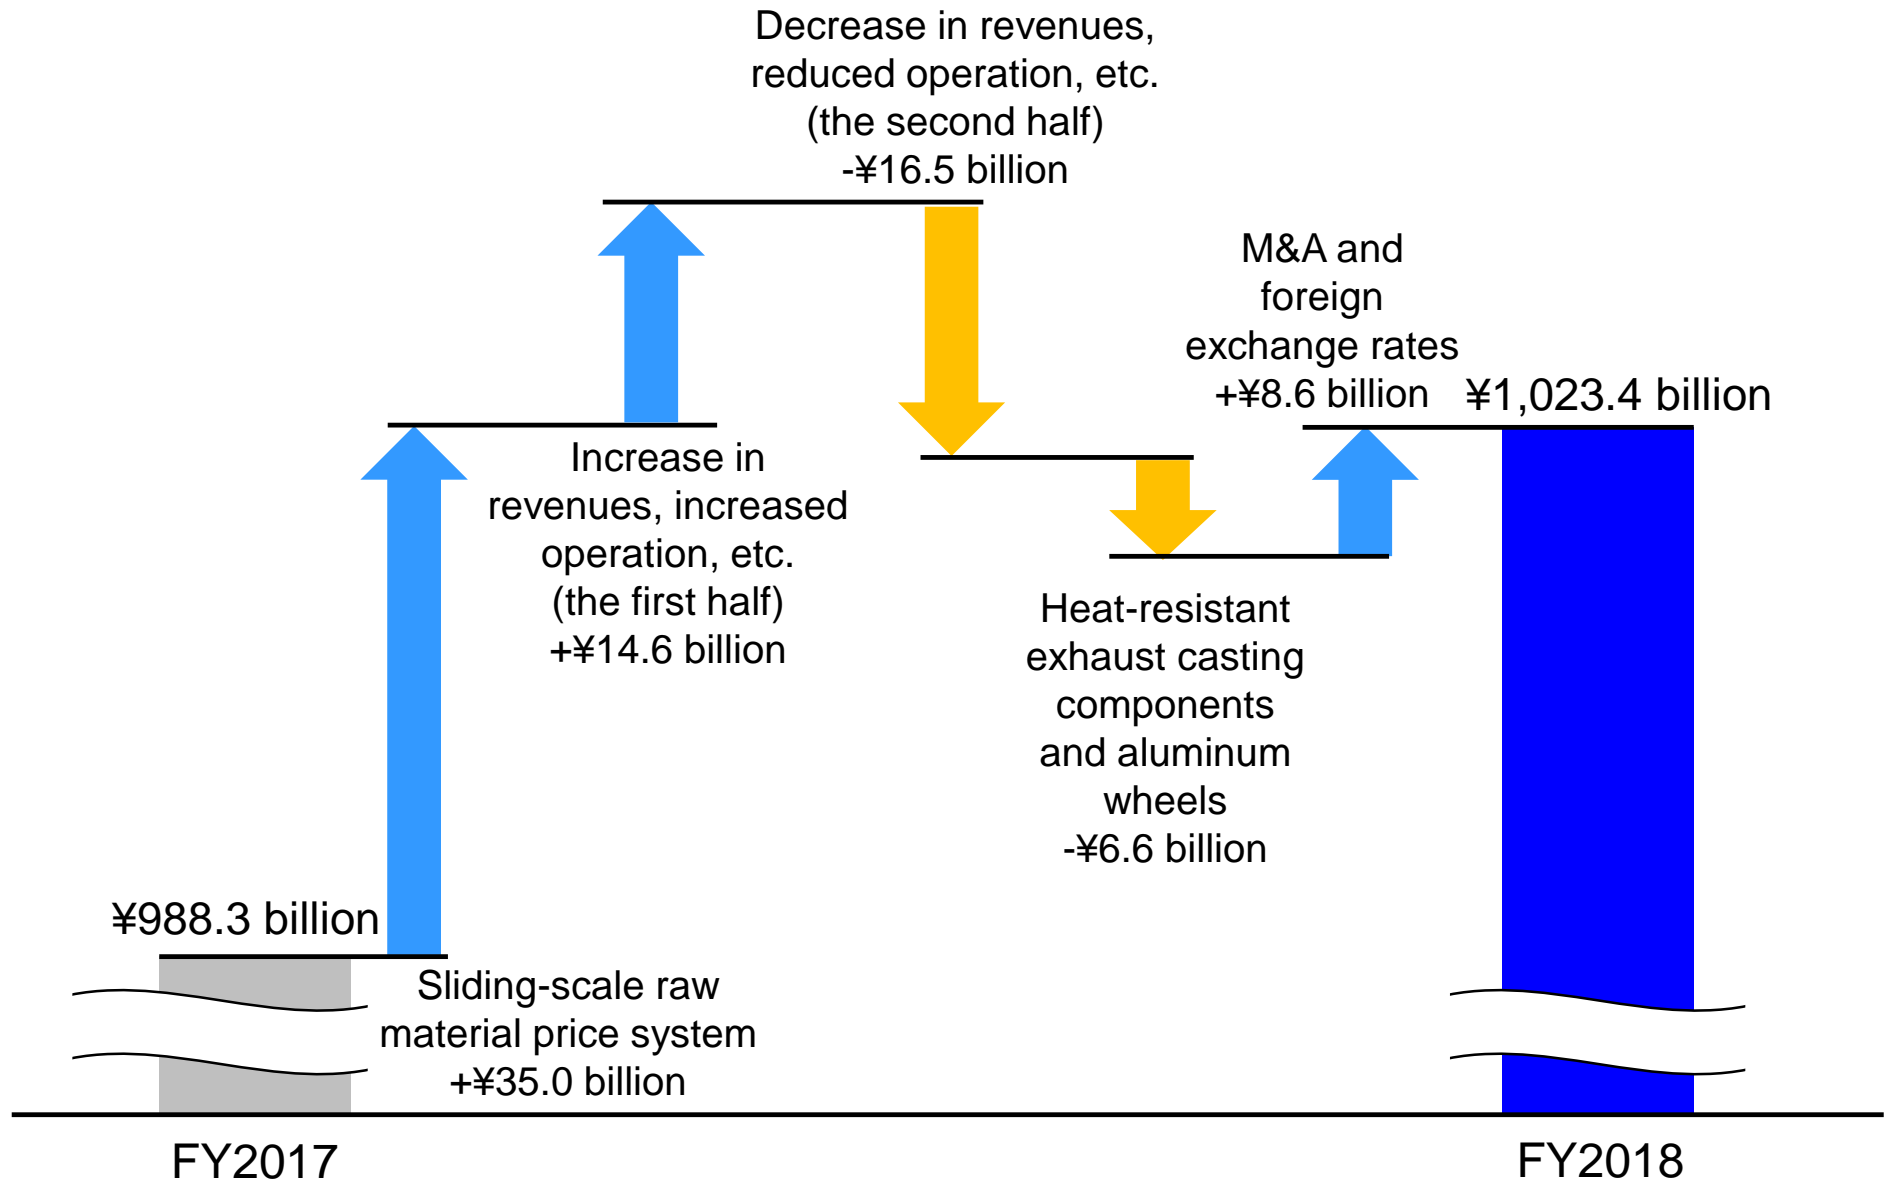 Decrease in revenues,
reduced operation, etc.
(the second half)
-¥16.5 billion
M&A and
foreign
exchange rates
+¥8.6 billion
¥1,023.4 billion
Increase in
revenues, increased
operation, etc.
(the first half)
+¥14.6 billion
Heat-resistant
exhaust casting
components
and aluminum
wheels
-¥6.6 billion
¥988.3 billion
Sliding-scale raw
material price system
+¥35.0 billion
FY2017
FY2018